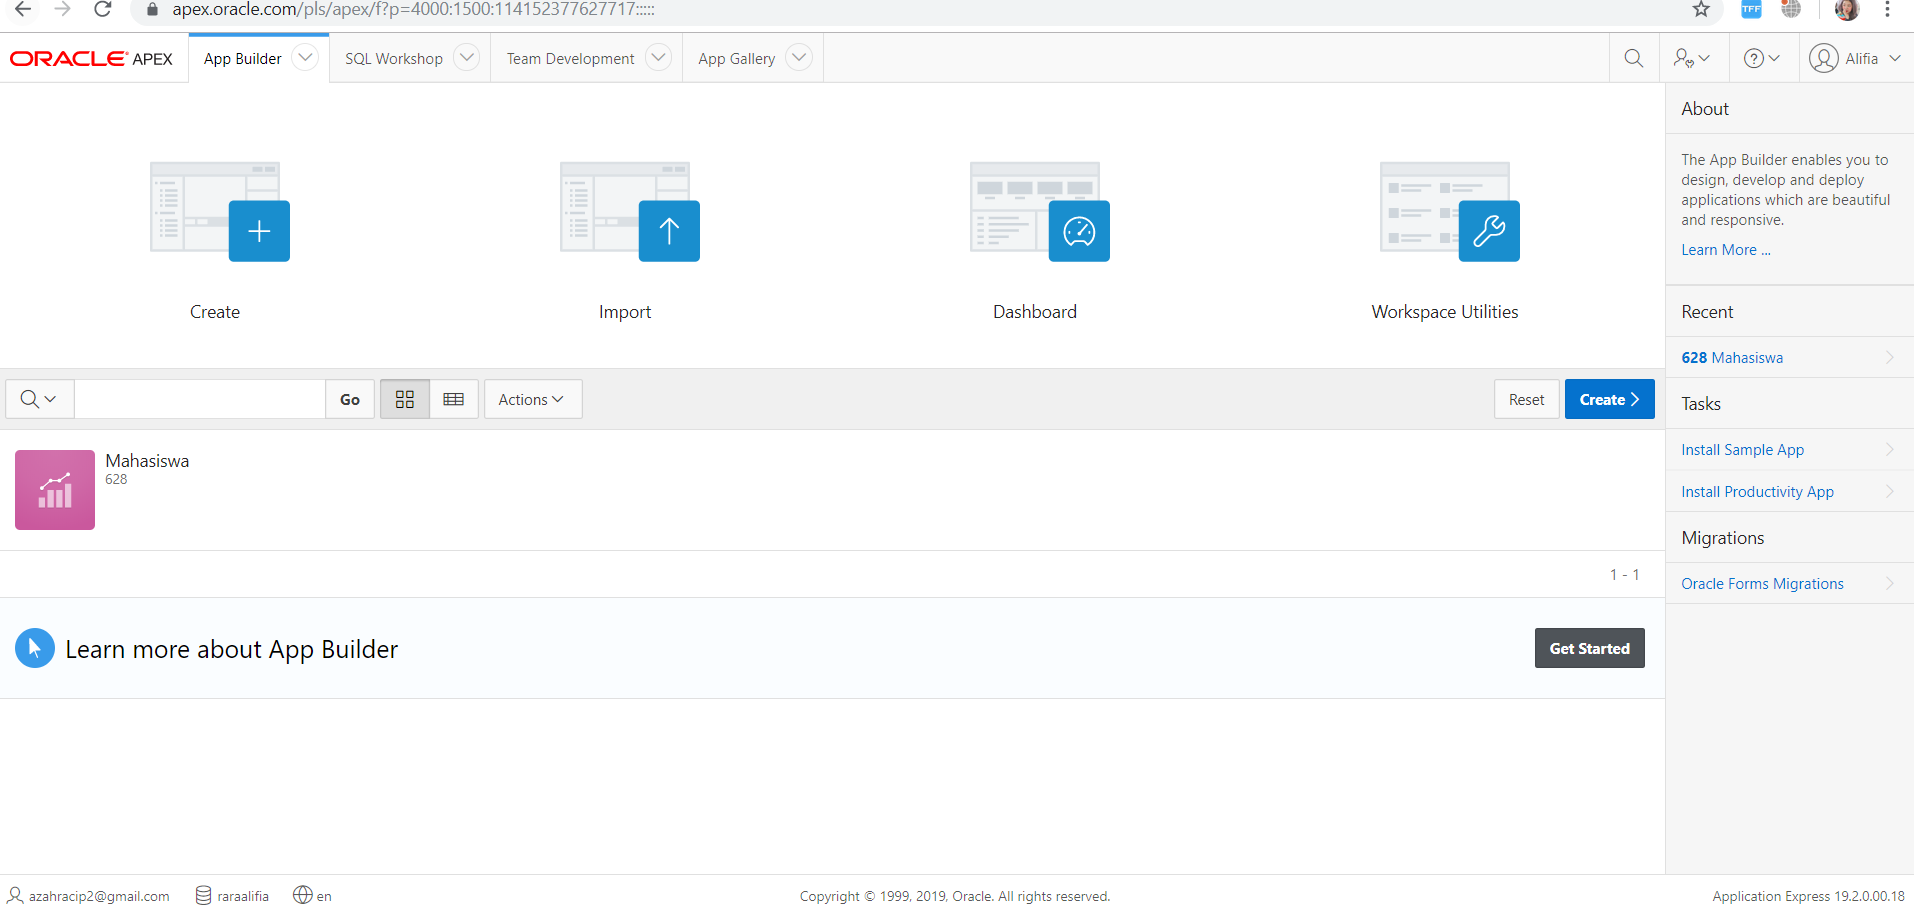 apex.oracle.com/pls/apex/f?p=4000:1500:114152377627717:::::
TFF
ORACLE® APEX
App Builder
SQL Workshop
Team Development
App Gallery
Alifia
Create
Import
Dashboard
Workspace Utilities
Go
Actions
Reset
Create
Mahasiswa
628
1 - 1
Learn more about App Builder
Get Started
About
The App Builder enables you to
design, develop and deploy
applications which are beautiful
and responsive.
Learn More ...
Recent
628 Mahasiswa
Tasks
Install Sample App
Install Productivity App
Migrations
Oracle Forms Migrations
azahracip2@gmail.com
raraalifia
en
Copyright © 1999, 2019, Oracle. All rights reserved.
Application Express 19.2.0.00.18